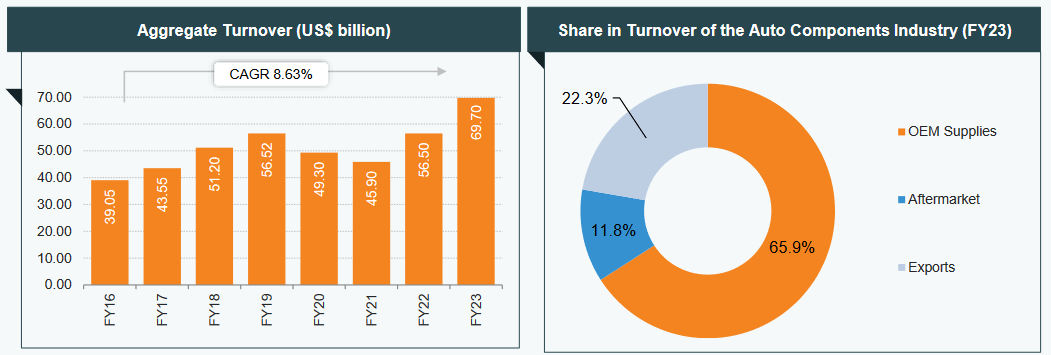 Aggregate Turnover (US$ billion)
CAGR 8.63%
70.00
60.00
50.00
40.00
30.00
20.00
10.00
0.00
39.05
43.55
51.20
56.52
49.30
45.90
56.50
69.70
FY16
FY17
FY18
FY19
FY20
FY21
FY22
FY23
Share in Turnover of the Auto Components Industry (FY23)
22.3%
11.8%
65.9%
OEM Supplies
Aftermarket
Exports